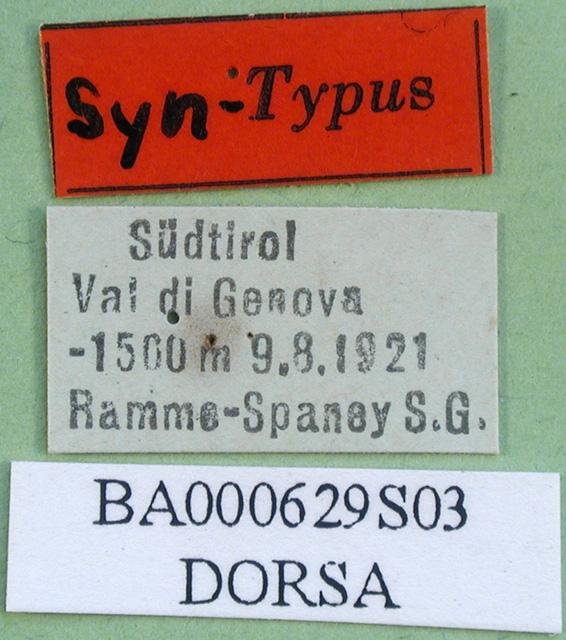 Syn-Typus
Südtirol
Val di Genova
-1500 m 9.8.1921
Ramme-Spaney S.G.
BA000629S03
DORSA